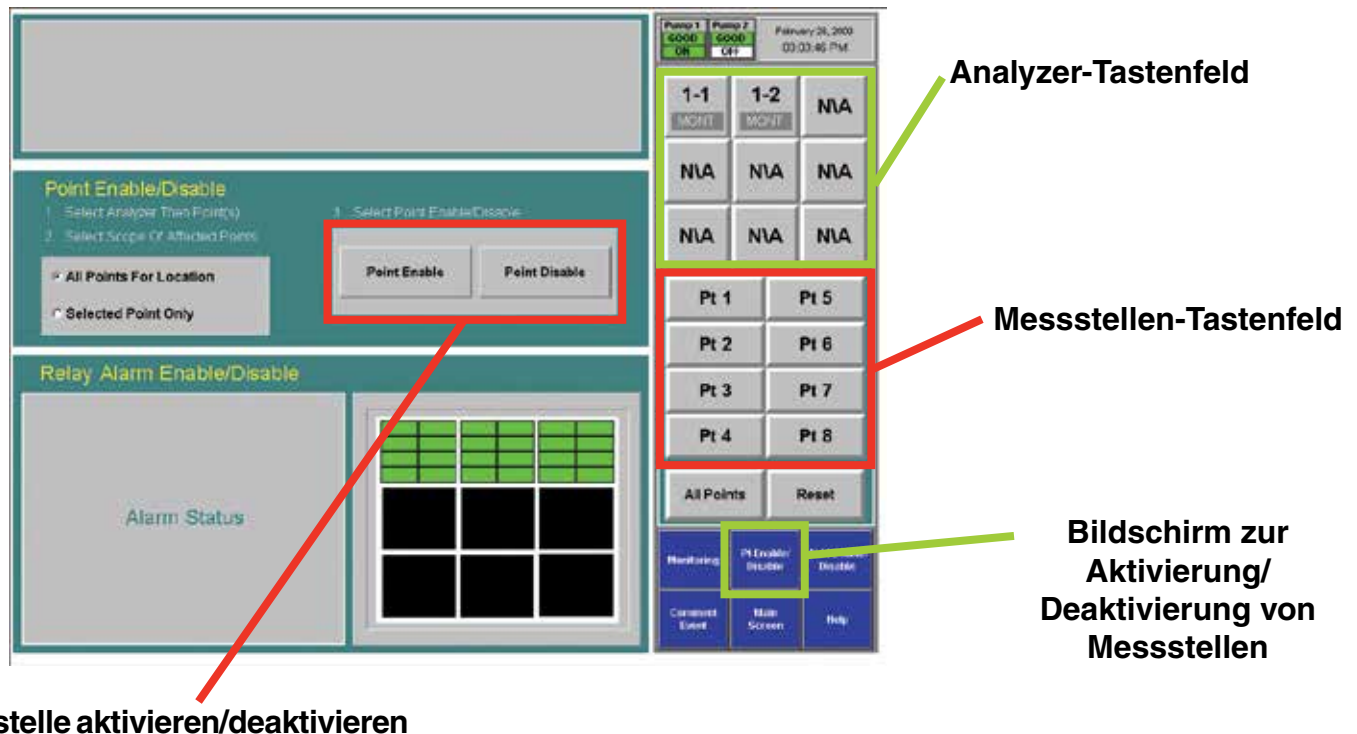 Pump 1 Pump 2
GOOD GOOD
ON OFF
February 28, 2003
03:03:46 PM
Analyzer-Tastenfeld
1-1 1-2 N\A
MONT MONT
N\A N\A N\A
N\A N\A N\A
Point Enable/Disable
1. Select Analyzer Then Point(s)
2. Select Scope Of Affected Points
3. Select Point Enable/Disable
All Points For Location
Selected Point Only
Point Enable Point Disable
Pt 1 Pt 5
Pt 2 Pt 6
Pt 3 Pt 7
Pt 4 Pt 8
Messstellen-Tastenfeld
Relay Alarm Enable/Disable
Alarm Status
All Points Reset
Monitoring
Pt Enable/
Disable
Disable
Comment
Event
Main
Screen
Help
Bildschirm zur
Aktivierung/
Deaktivierung von
Messstellen
stelle aktivieren/deaktivieren